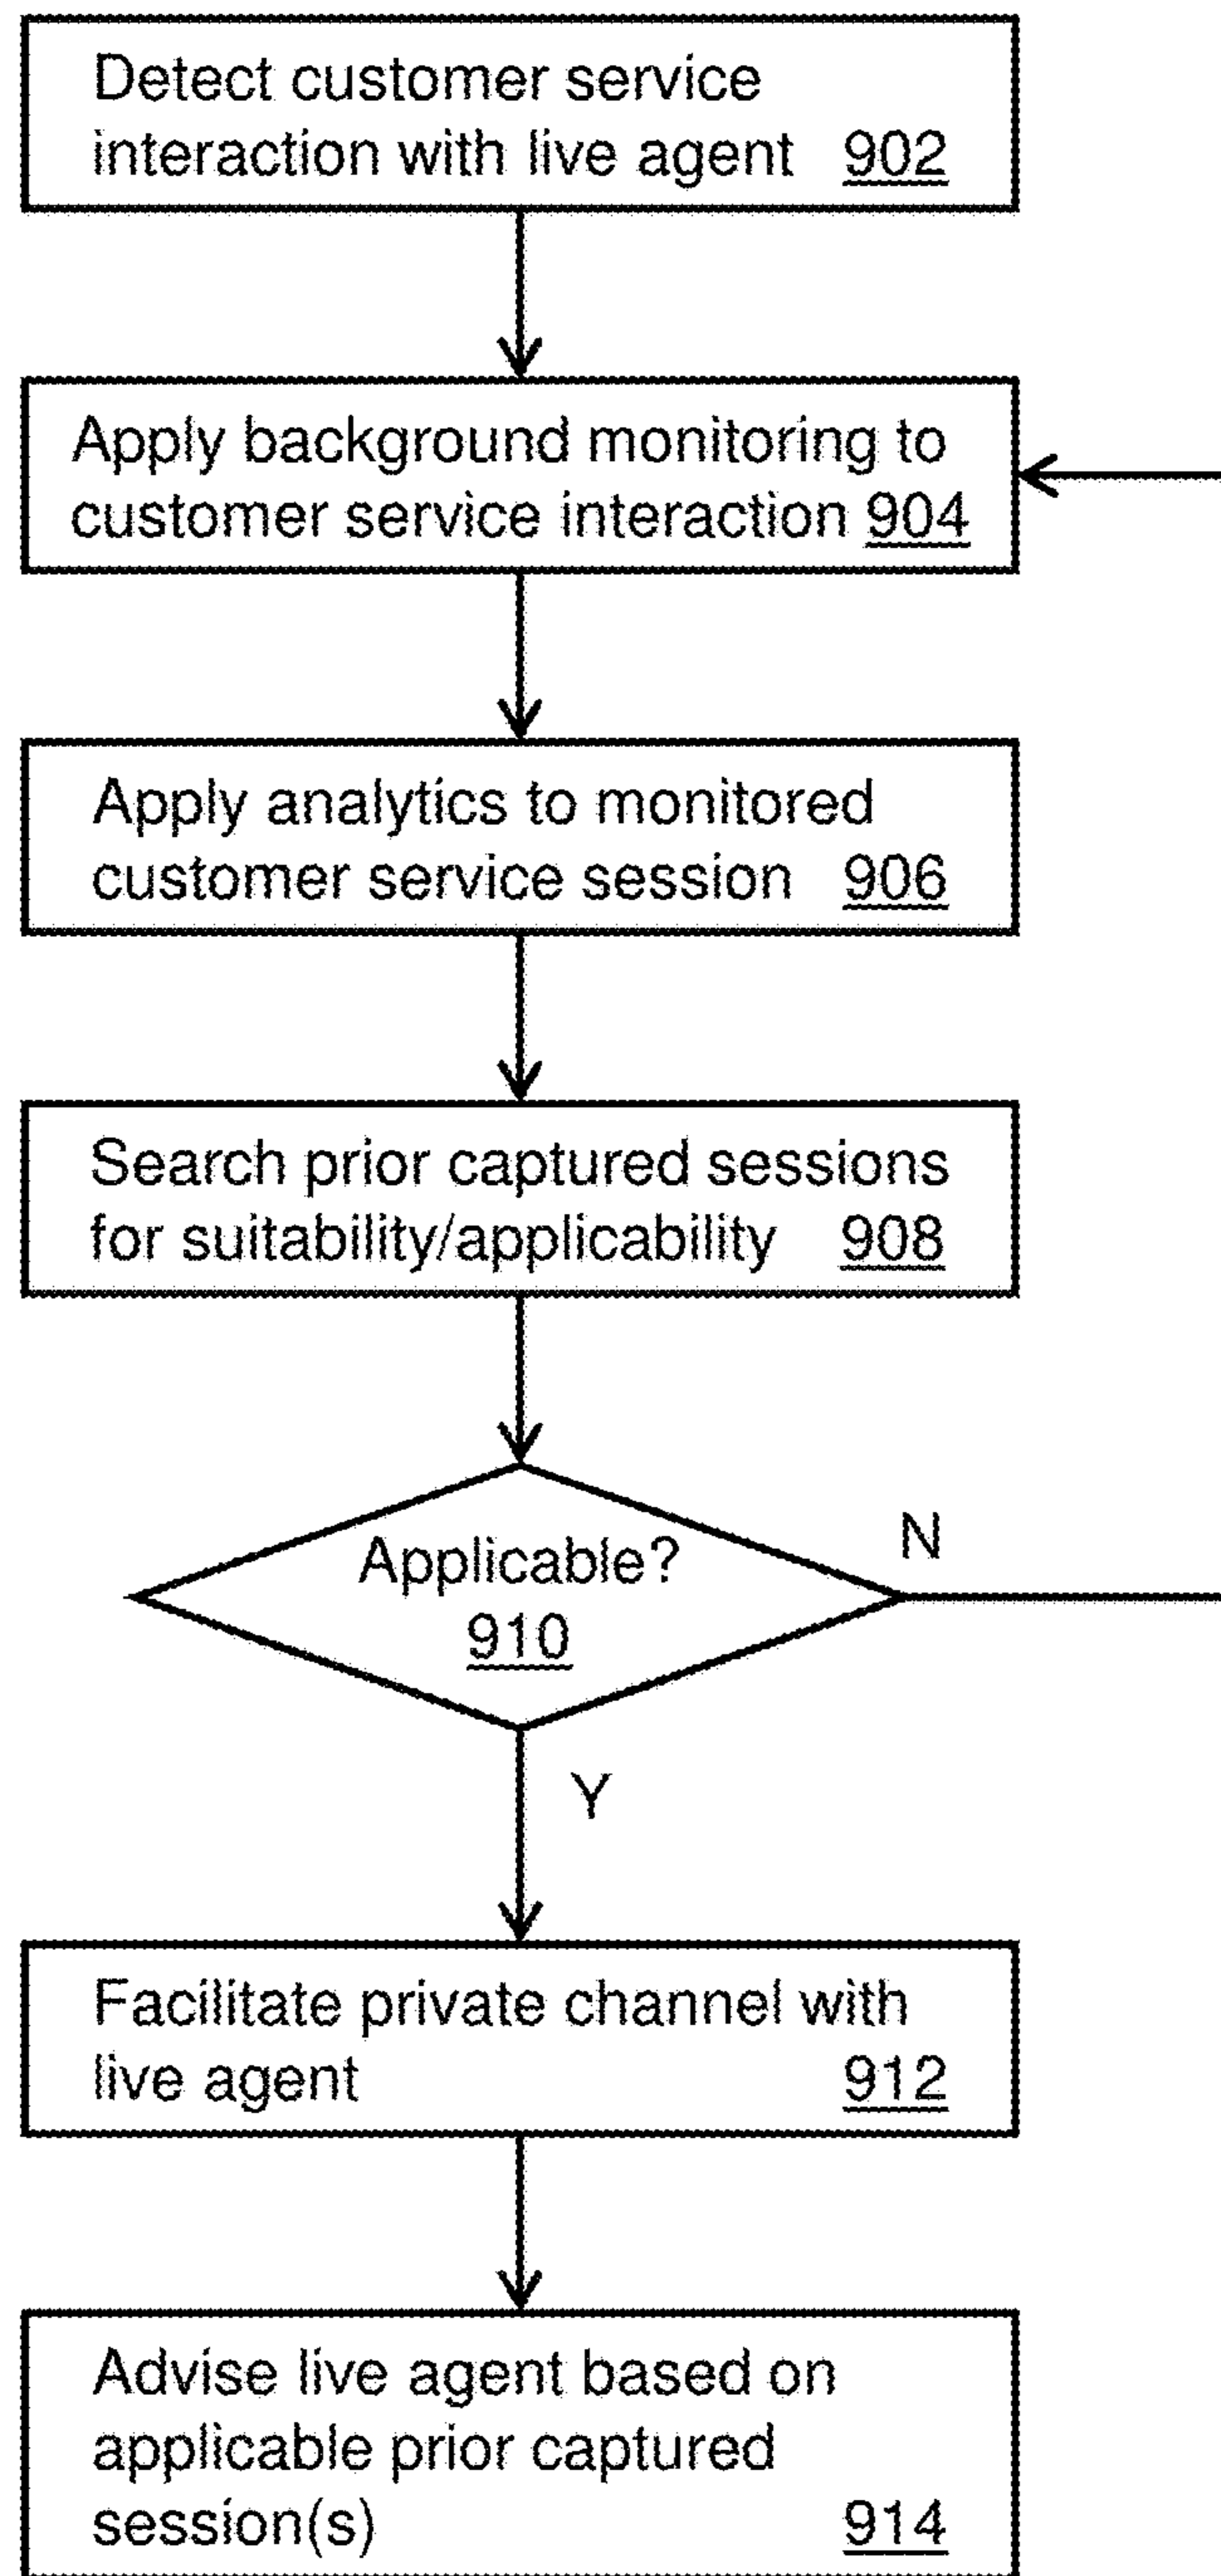 Detect customer service
interaction with live agent 902
Apply background monitoring to
customer service interaction 904
Apply analytics to monitored
customer service session 906
Search prior captured sessions
for suitability/applicability 908
Applicable?
910
N
Y
Facilitate private channel with
live agent 912
Advise live agent based on
applicable prior captured
session(s) 914